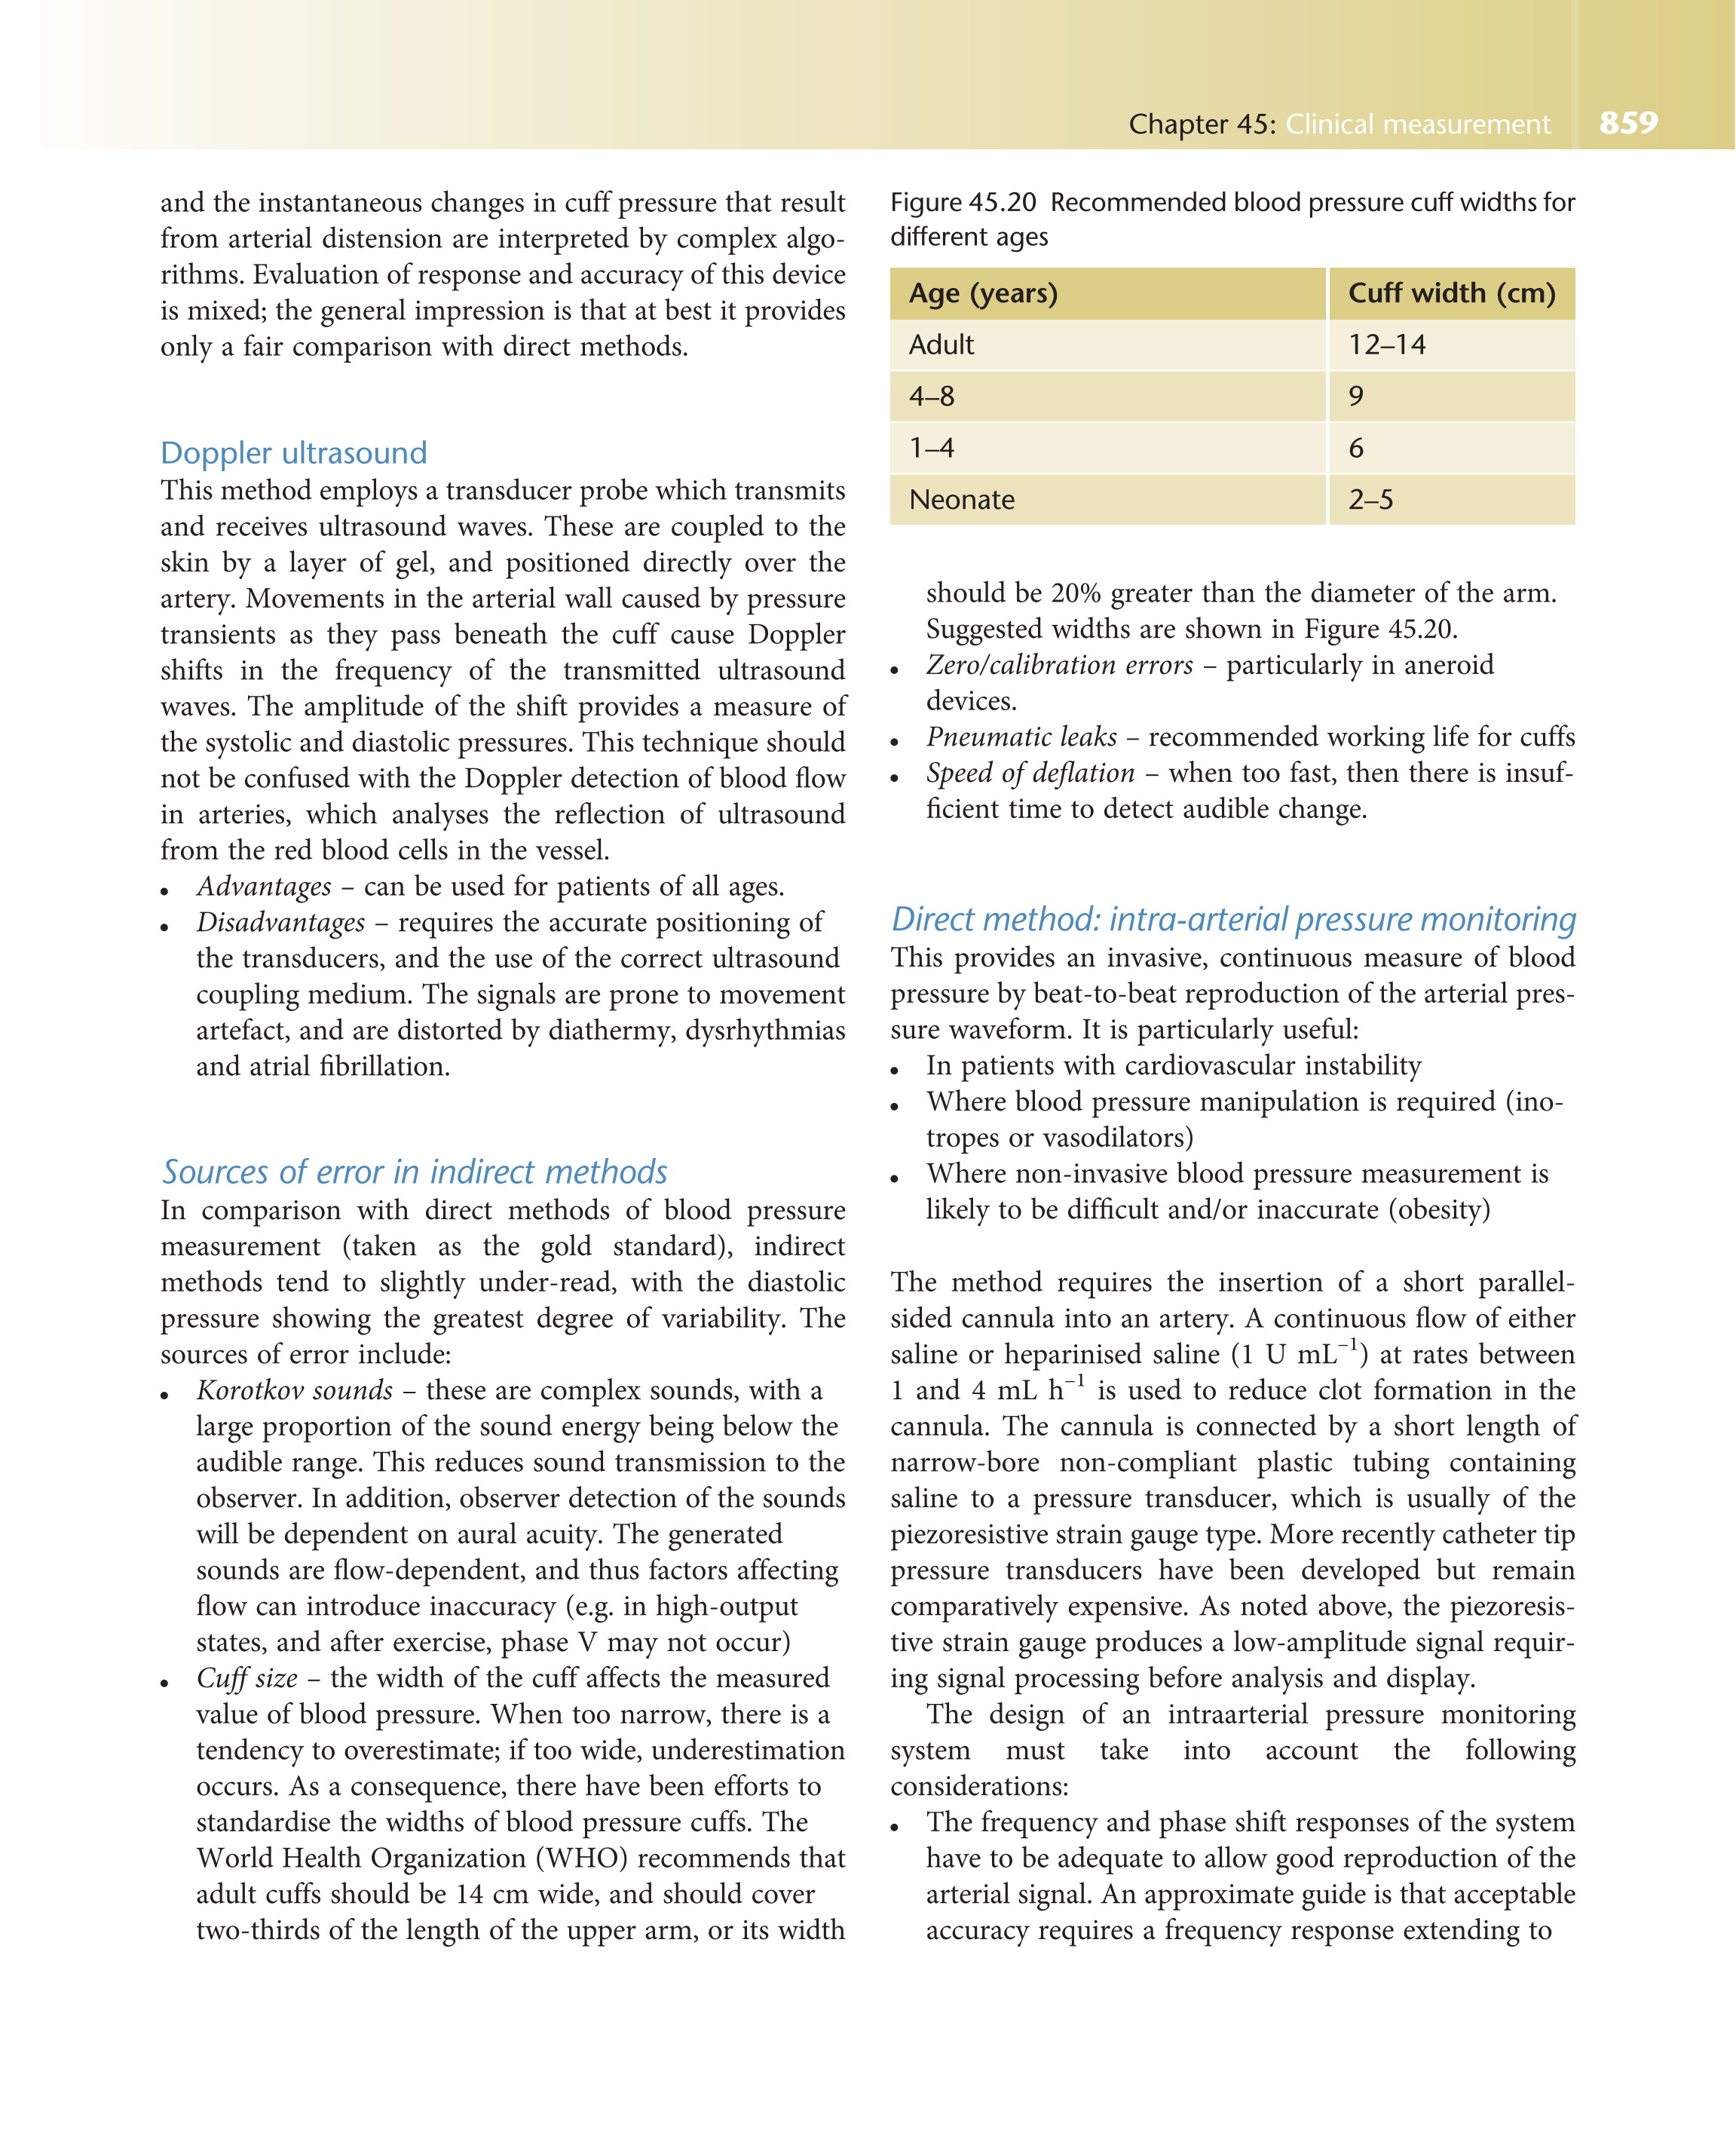 Chapter 45: Clinical measurement 859
and the instantaneous changes in cuff pressure that result
from arterial distension are interpreted by complex algo-
rithms. Evaluation of response and accuracy of this device
is mixed; the general impression is that at best it provides
only a fair comparison with direct methods.
Doppler ultrasound
This method employs a transducer probe which transmits
and receives ultrasound waves. These are coupled to the
skin by a layer of gel, and positioned directly over the
artery. Movements in the arterial wall caused by pressure
transients as they pass beneath the cuff cause Doppler
shifts in the frequency of the transmitted ultrasound
waves. The amplitude of the shift provides a measure of
the systolic and diastolic pressures. This technique should
not be confused with the Doppler detection of blood flow
in arteries, which analyses the reflection of ultrasound
from the red blood cells in the vessel.
• Advantages – can be used for patients of all ages.
• Disadvantages – requires the accurate positioning of
the transducers, and the use of the correct ultrasound
coupling medium. The signals are prone to movement
artefact, and are distorted by diathermy, dysrhythmias
and atrial fibrillation.
Sources of error in indirect methods
In comparison with direct methods of blood pressure
measurement (taken as the gold standard), indirect
methods tend to slightly under-read, with the diastolic
pressure showing the greatest degree of variability. The
sources of error include:
• Korotkov sounds – these are complex sounds, with a
large proportion of the sound energy being below the
audible range. This reduces sound transmission to the
observer. In addition, observer detection of the sounds
will be dependent on aural acuity. The generated
sounds are flow-dependent, and thus factors affecting
flow can introduce inaccuracy (e.g. in high-output
states, and after exercise, phase V may not occur)
• Cuff size – the width of the cuff affects the measured
value of blood pressure. When too narrow, there is a
tendency to overestimate; if too wide, underestimation
occurs. As a consequence, there have been efforts to
standardise the widths of blood pressure cuffs. The
World Health Organization (WHO) recommends that
adult cuffs should be 14 cm wide, and should cover
two-thirds of the length of the upper arm, or its width
Figure 45.20 Recommended blood pressure cuff widths for
different ages
Age (years) Cuff width (cm)
Adult 12–14
4–8 9
1–4 6
Neonate 2–5
should be 20% greater than the diameter of the arm.
Suggested widths are shown in Figure 45.20.
• Zero/calibration errors – particularly in aneroid
devices.
• Pneumatic leaks – recommended working life for cuffs
• Speed of deflation – when too fast, then there is insuf-
ficient time to detect audible change.
Direct method: intra-arterial pressure monitoring
This provides an invasive, continuous measure of blood
pressure by beat-to-beat reproduction of the arterial pres-
sure waveform. It is particularly useful:
• In patients with cardiovascular instability
• Where blood pressure manipulation is required (ino-
tropes or vasodilators)
• Where non-invasive blood pressure measurement is
likely to be difficult and/or inaccurate (obesity)
The method requires the insertion of a short parallel-
sided cannula into an artery. A continuous flow of either
saline or heparinised saline (1 U mL⁻¹) at rates between
1 and 4 mL h⁻¹ is used to reduce clot formation in the
cannula. The cannula is connected by a short length of
narrow-bore non-compliant plastic tubing containing
saline to a pressure transducer, which is usually of the
piezoresistive strain gauge type. More recently catheter tip
pressure transducers have been developed but remain
comparatively expensive. As noted above, the piezoresis-
tive strain gauge produces a low-amplitude signal requir-
ing signal processing before analysis and display.
The design of an intraarterial pressure monitoring
system must take into account the following
considerations:
• The frequency and phase shift responses of the system
have to be adequate to allow good reproduction of the
arterial signal. An approximate guide is that acceptable
accuracy requires a frequency response extending to